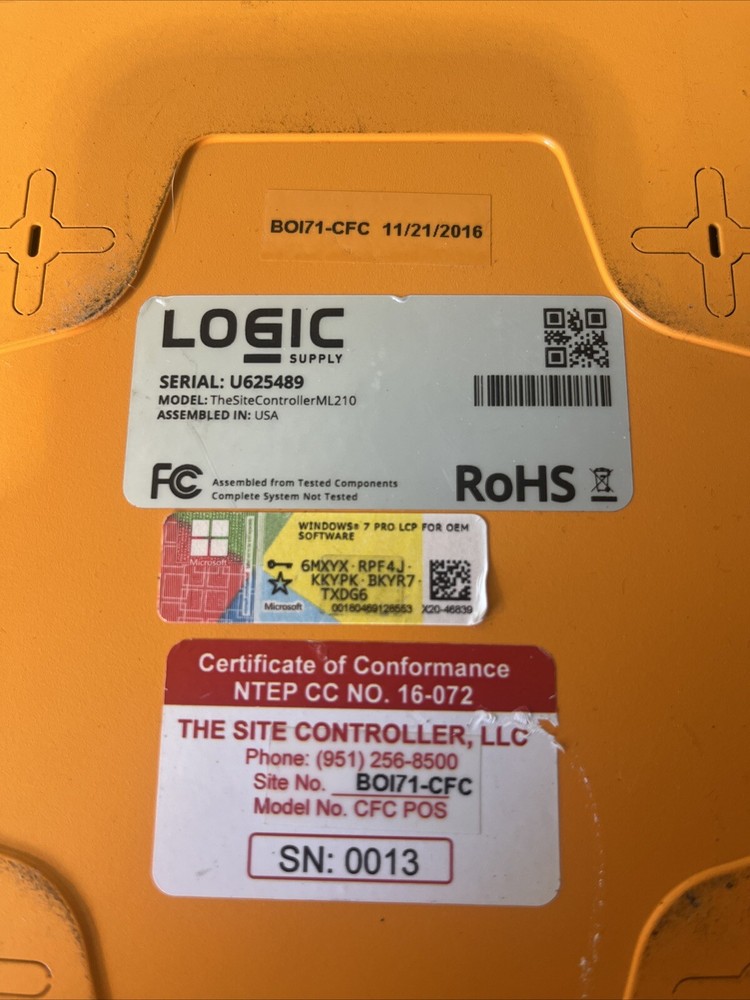 BOI71-CFC 11/21/2016
LOGIC
SUPPLY
SERIAL: U625489
MODEL: TheSiteControllerML210
ASSEMBLED IN: USA
FC Assembled from Tested Components
Complete System Not Tested
RoHS
Microsoft
WINDOWS® 7 PRO LCP FOR OEM
SOFTWARE
6MXYX-RPF4J-
KKYPK-BKYR7-
TXDG6
Microsoft
00180469126553 X20-46839
Certificate of Conformance
NTEP CC NO. 16-072
THE SITE CONTROLLER, LLC
Phone: (951) 256-8500
Site No. BOI71-CFC
Model No. CFC POS
SN: 0013